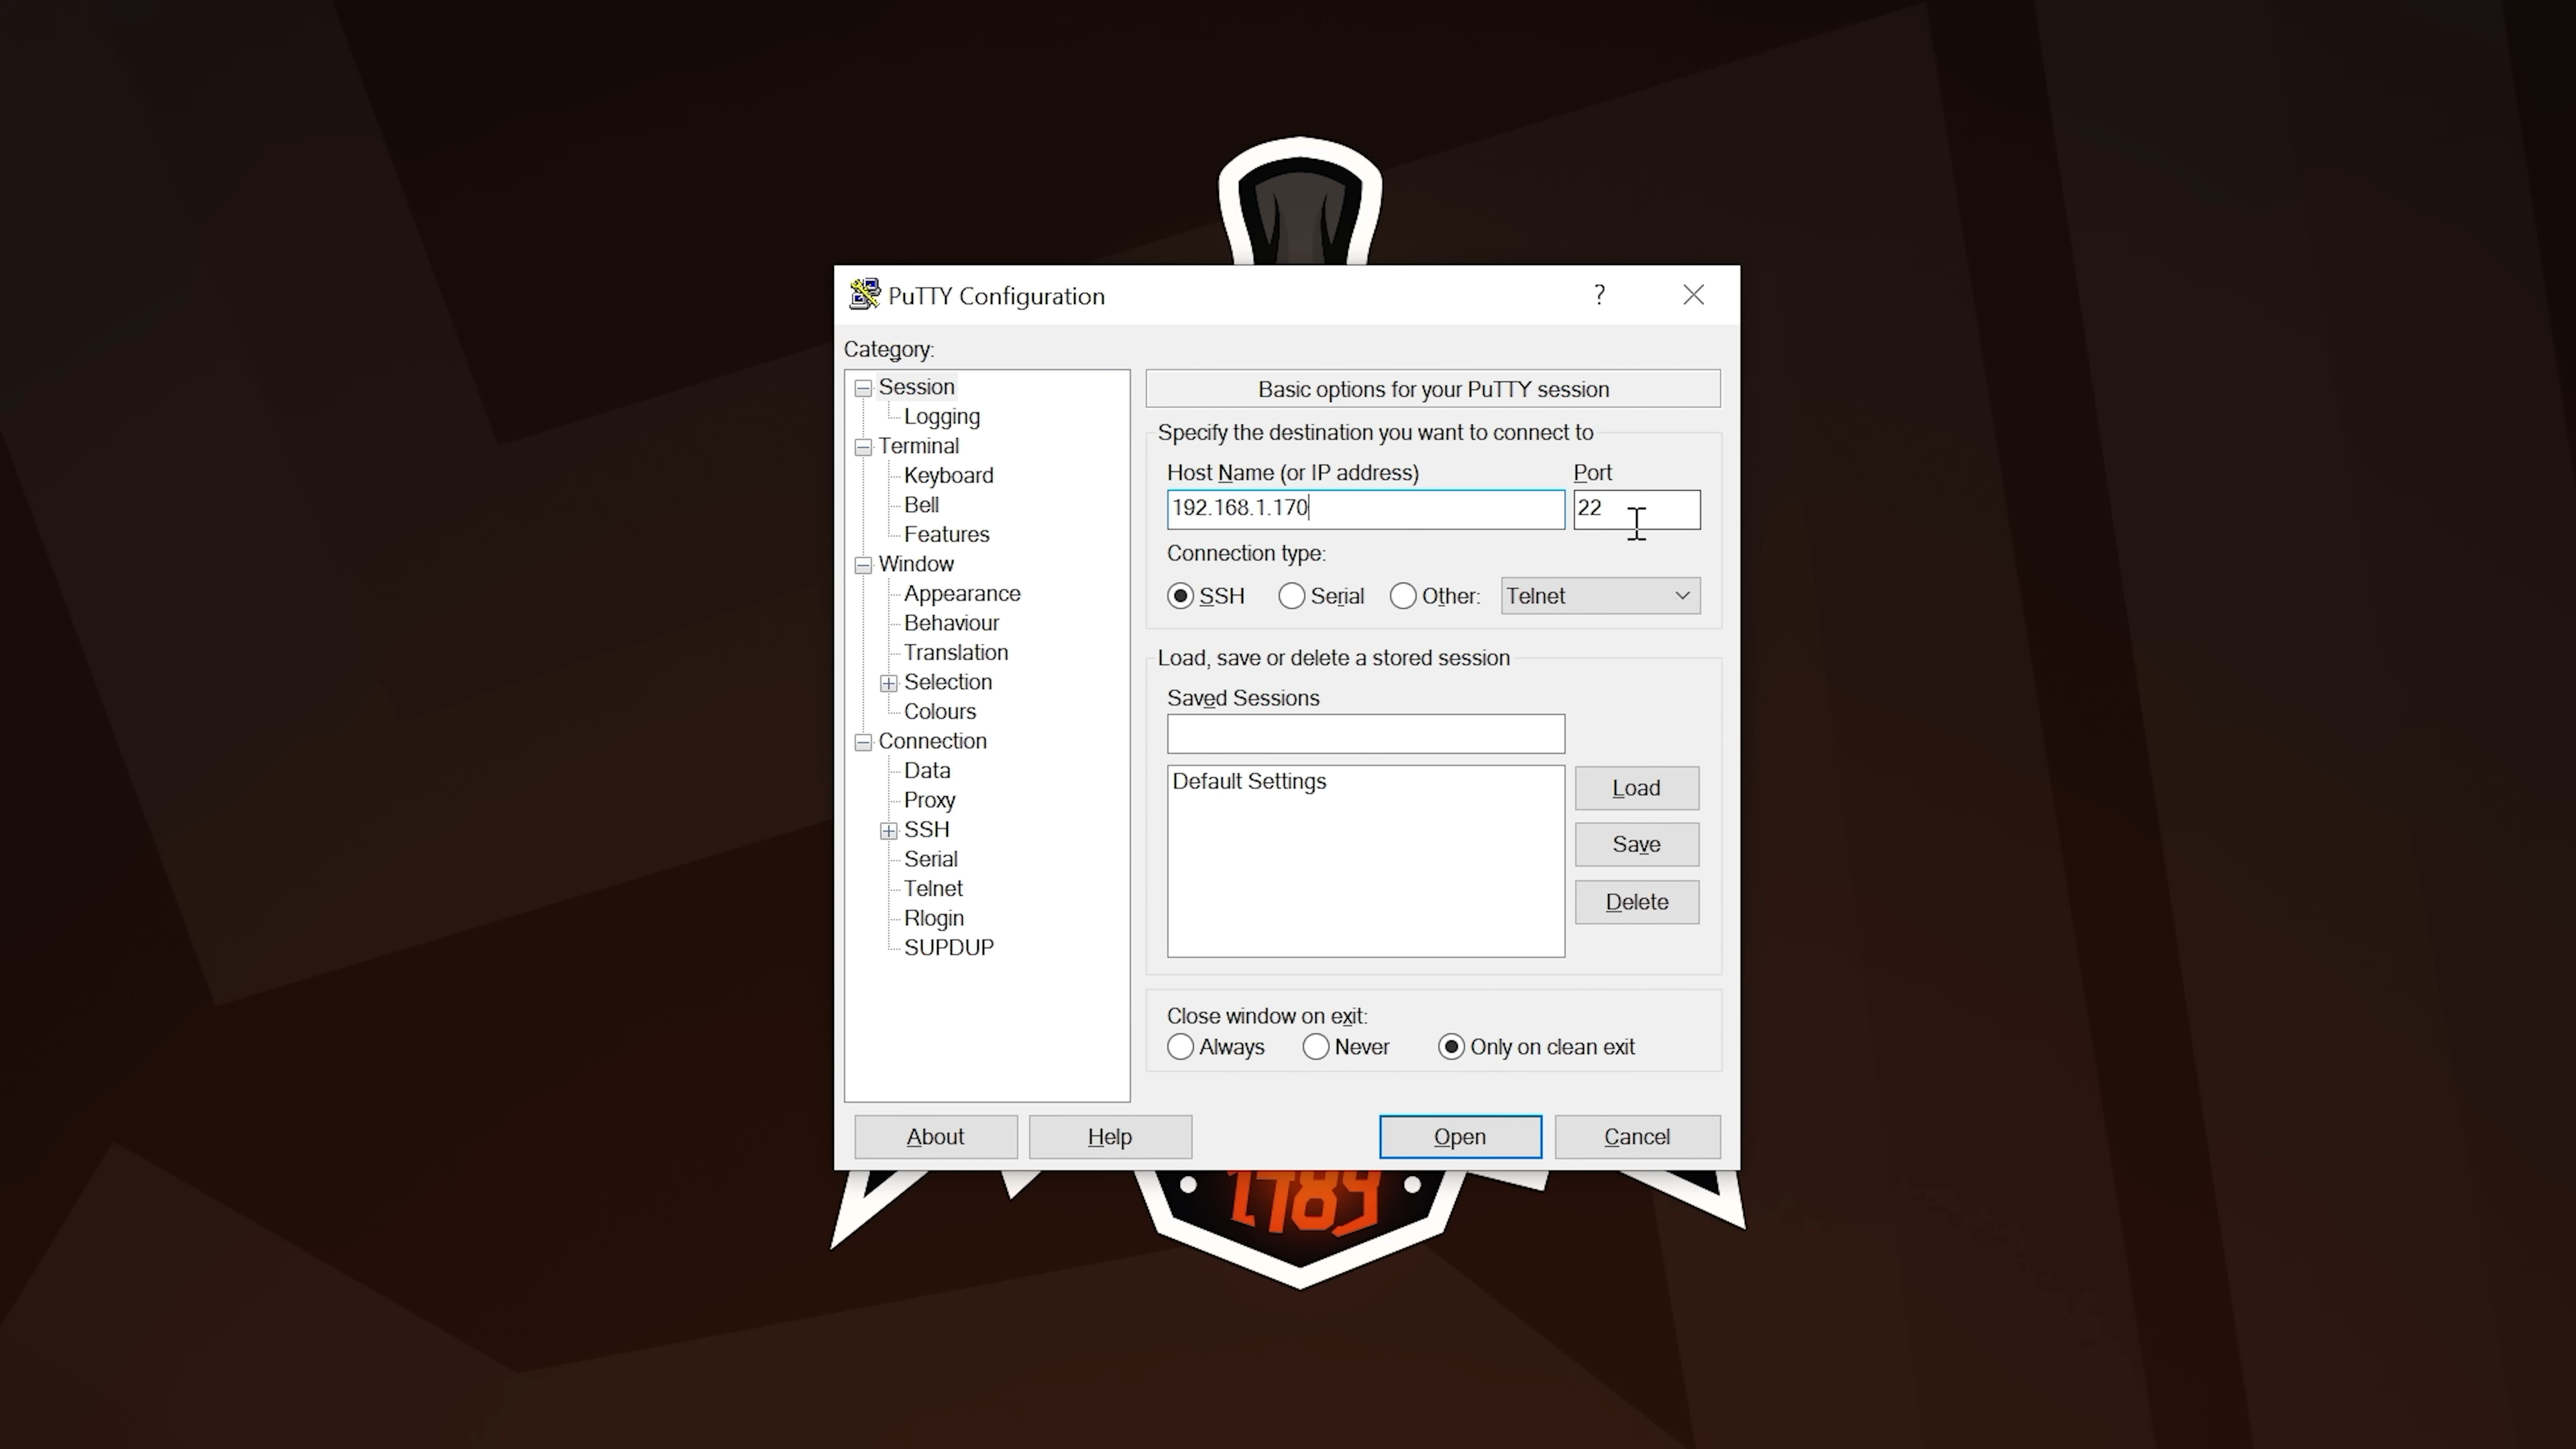 PuTTY Configuration
?
Category:
Session
Logging
Terminal
Keyboard
Bell
Features
Window
Appearance
Behaviour
Translation
Selection
Colours
Connection
Data
Proxy
SSH
Serial
Telnet
Rlogin
SUPDUP
Basic options for your PuTTY session
Specify the destination you want to connect to
Host Name (or IP address) Port
192.168.1.170 22
Connection type:
SSH Serial Other: Telnet
Load, save or delete a stored session
Saved Sessions
Default Settings
Load
Save
Delete
Close window on exit:
Always Never Only on clean exit
About Help Open Cancel
1789